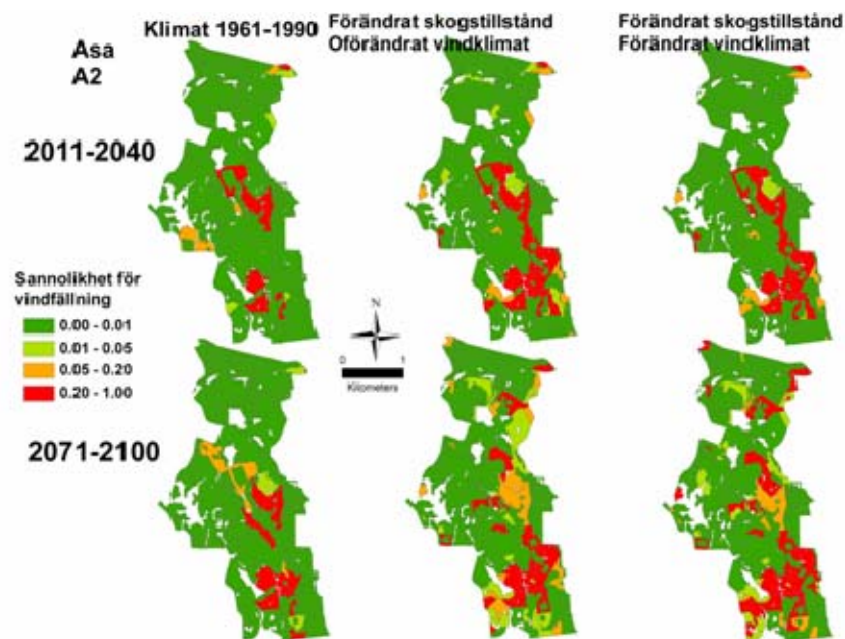 Klimat 1961-1990
Förändrat skogstillstånd
Oförändrat vindklimat
Förändrat skogstillstånd
Förändrat vindklimat
Asa
A2
2011-2040
Sannolikhet för
vindfällning
0.00 - 0.01
0.01 - 0.05
0.05 - 0.20
0.20 - 1.00
N
0 1
Kilometers
2071-2100